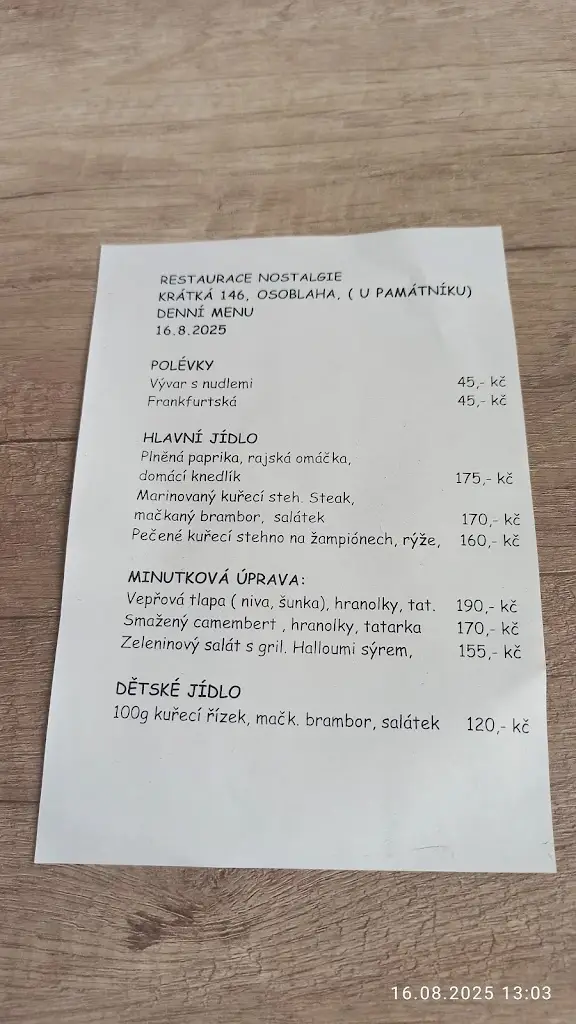 RESTAURACE NOSTALGIE
KRÁTKÁ 146, OSOBLAHA, ( U PAMÁTNÍKU)
DENNÍ MENU
16.8.2025
POLÉVKY
Vývar s nudlemi 45,- kč
Frankfurtská 45,- kč
HLAVNÍ JÍDLO
Plněná paprika, rajská omáčka,
domácí knedlík 175,- kč
Marinovaný kuřecí steh. Steak,
mačkaný brambor, salátek 170,- kč
Pečené kuřecí stehno na žampiónech, rýže, 160,- kč
MINUTKOVÁ ÚPRAVA:
Vepřová tlapa ( niva, šunka), hranolky, tat. 190,- kč
Smažený camembert , hranolky, tatarka 170,- kč
Zeleninový salát s gril. Halloumi sýrem, 155,- kč
DĚTSKÉ JÍDLO
100g kuřecí řízek, mačk. brambor, salátek 120,- kč
16.08.2025 13:03